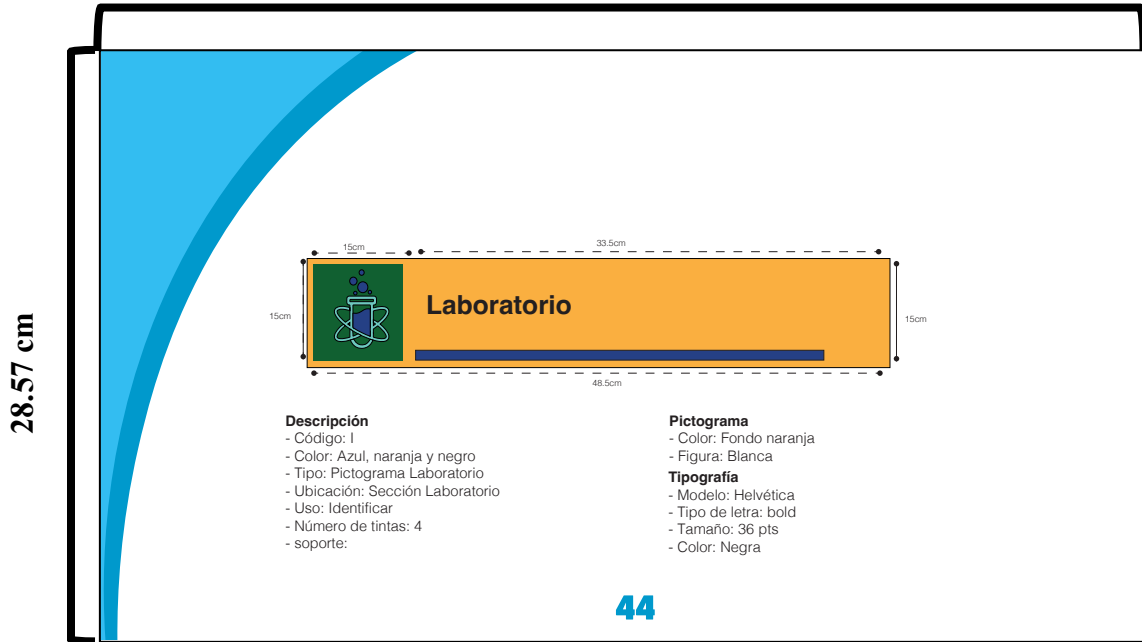 28.57 cm
15cm
33.5cm
15cm
Laboratorio
15cm
48.5cm
Descripción
- Código: I
- Color: Azul, naranja y negro
- Tipo: Pictograma Laboratorio
- Ubicación: Sección Laboratorio
- Uso: Identificar
- Número de tintas: 4
- soporte:
Pictograma
- Color: Fondo naranja
- Figura: Blanca
Tipografía
- Modelo: Helvética
- Tipo de letra: bold
- Tamaño: 36 pts
- Color: Negra
44